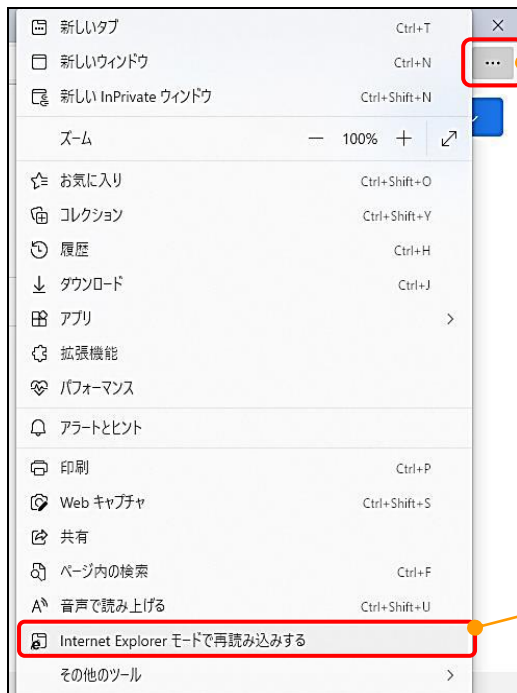 新しいタブ Ctrl+T
新しいウィンドウ Ctrl+N
新しい InPrivate ウィンドウ Ctrl+Shift+N
ズーム — 100% +
お気に入り Ctrl+Shift+O
コレクション Ctrl+Shift+Y
履歴 Ctrl+H
ダウンロード Ctrl+J
アプリ
拡張機能
パフォーマンス
アラートとヒント
印刷 Ctrl+P
Web キャプチャ Ctrl+Shift+S
共有
ページ内の検索 Ctrl+F
音声で読み上げる Ctrl+Shift+U
Internet Explorer モードで再読み込みする
その他のツール